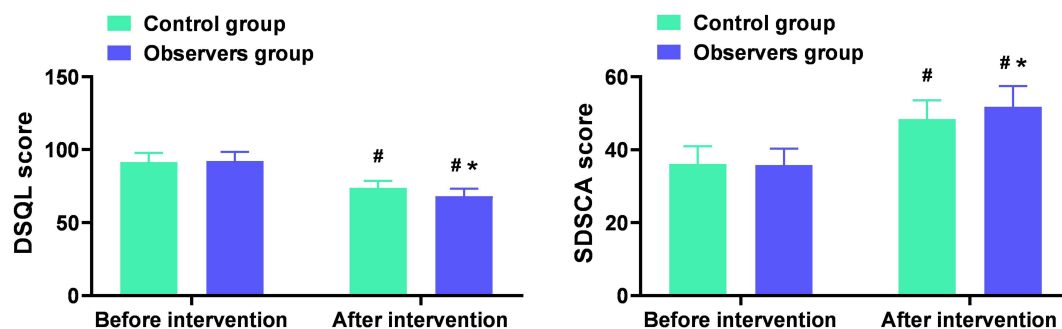 Control group
Observers group
DSQL score
150
100
50
0
#
# *
Before intervention
After intervention
Control group
Observers group
SDSCA score
60
40
20
0
#
# *
Before intervention
After intervention